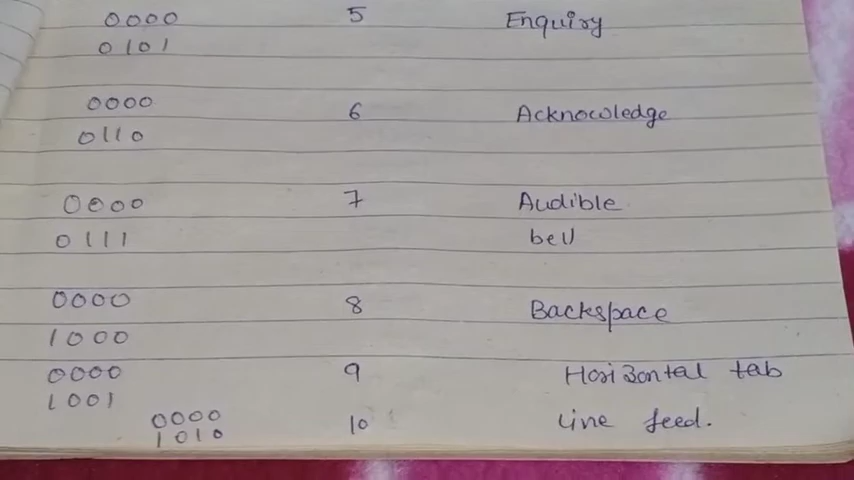 0000 5 Enquiry
0101
0000 6 Acknowledge
0110
0000 7 Audible
0111 bell
0000 8 Backspace
1000
0000 9 Horizontal tab
1001
0000 10 Line feed.
1010